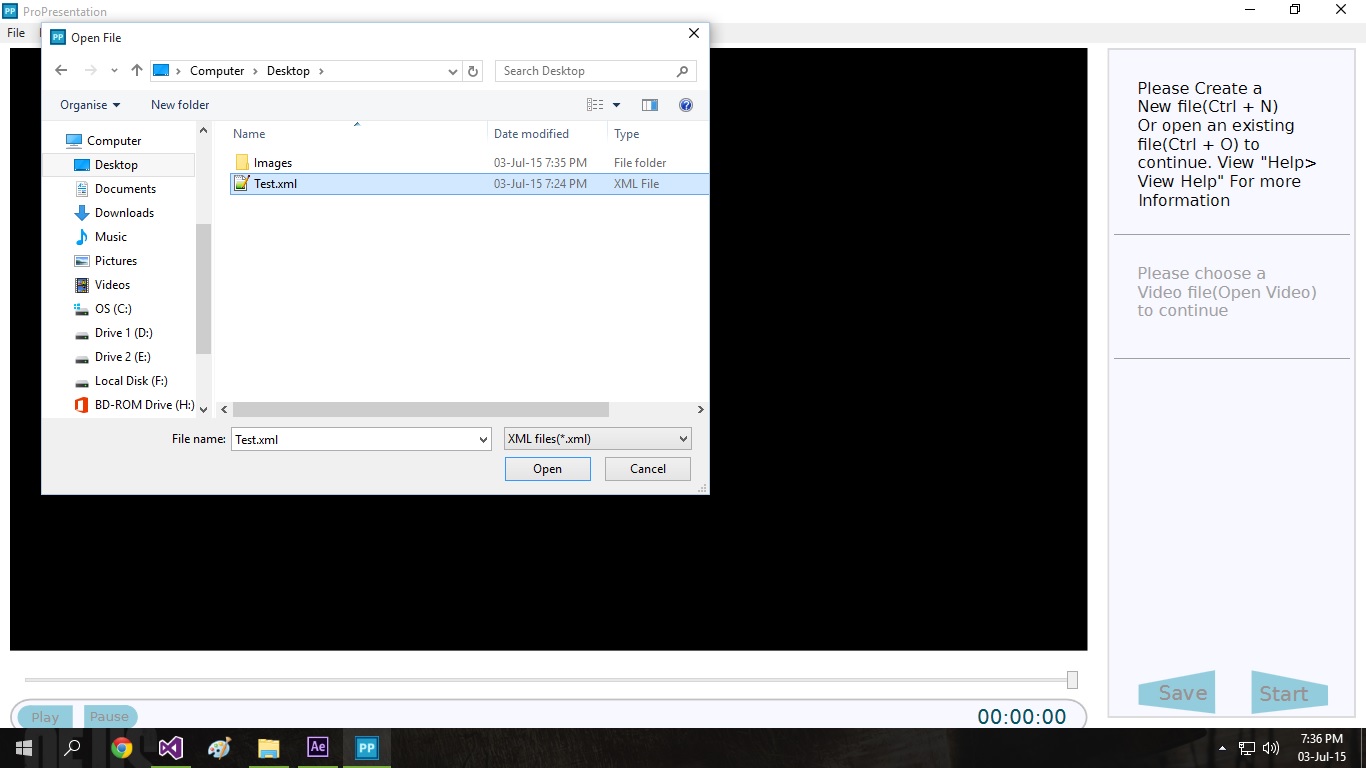 PP ProPresentation
File
PP Open File
Computer Desktop
Search Desktop
Organise New folder
Name Date modified Type
Computer
Desktop
Documents
Downloads
Music
Pictures
Videos
OS (C:)
Drive 1 (D:)
Drive 2 (E:)
Local Disk (F:)
BD-ROM Drive (H:)
Images 03-Jul-15 7:35 PM File folder
Test.xml 03-Jul-15 7:24 PM XML File
File name: Test.xml XML files(*.xml)
Open Cancel
Please Create a
New file(Ctrl + N)
Or open an existing
file(Ctrl + O) to
continue. View "Help>
View Help" For more
Information
Please choose a
Video file(Open Video)
to continue
Save Start
Play Pause 00:00:00
Ae PP
7:36 PM
03-Jul-15